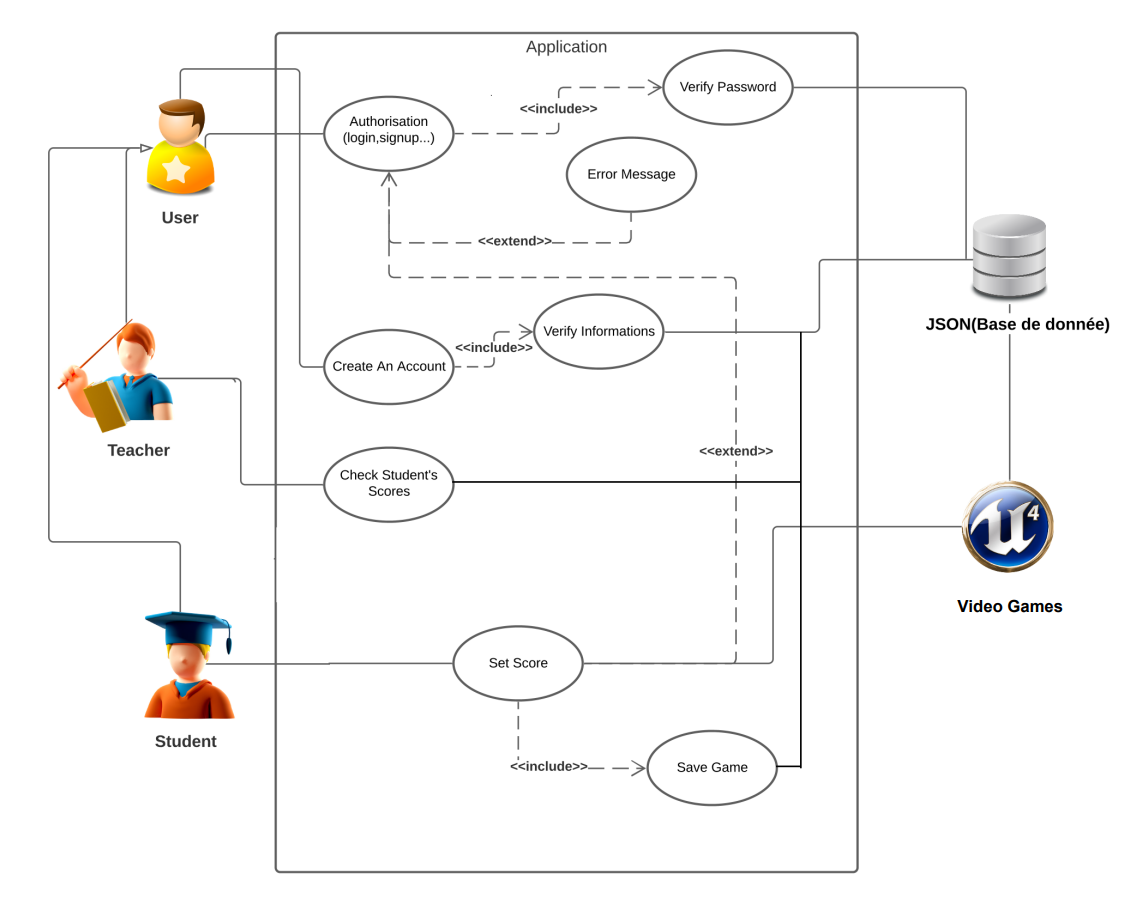 Application
Verify Password
<<include>>
Authorisation
(login,signup...)
Error Message
User
<<extend>>
JSON(Base de donnée)
Verify Informations
<<include>>
Create An Account
Teacher
<<extend>>
Check Student's
Scores
4
Video Games
Set Score
Student
<<include>>
Save Game